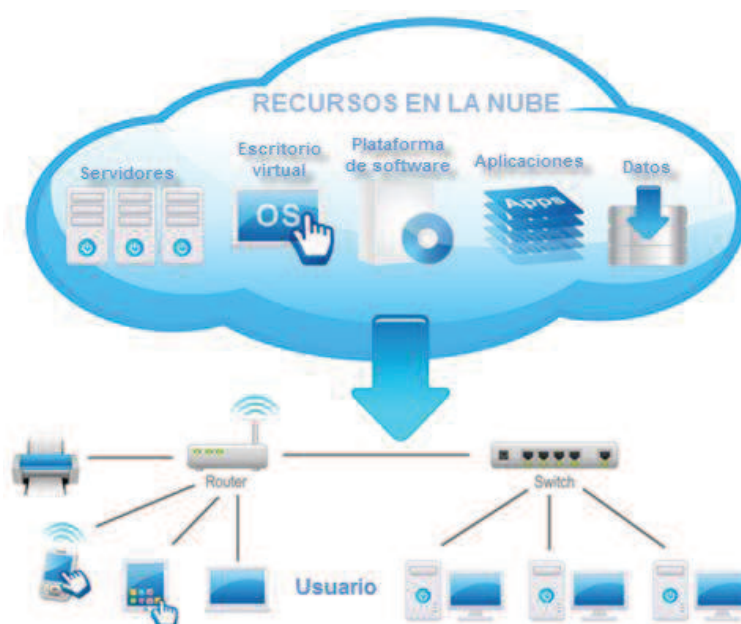 RECURSOS EN LA NUBE
Servidores
Escritorio
virtual
Plataforma
de software
Aplicaciones
Datos
OS
Apps
Router
Switch
Usuario